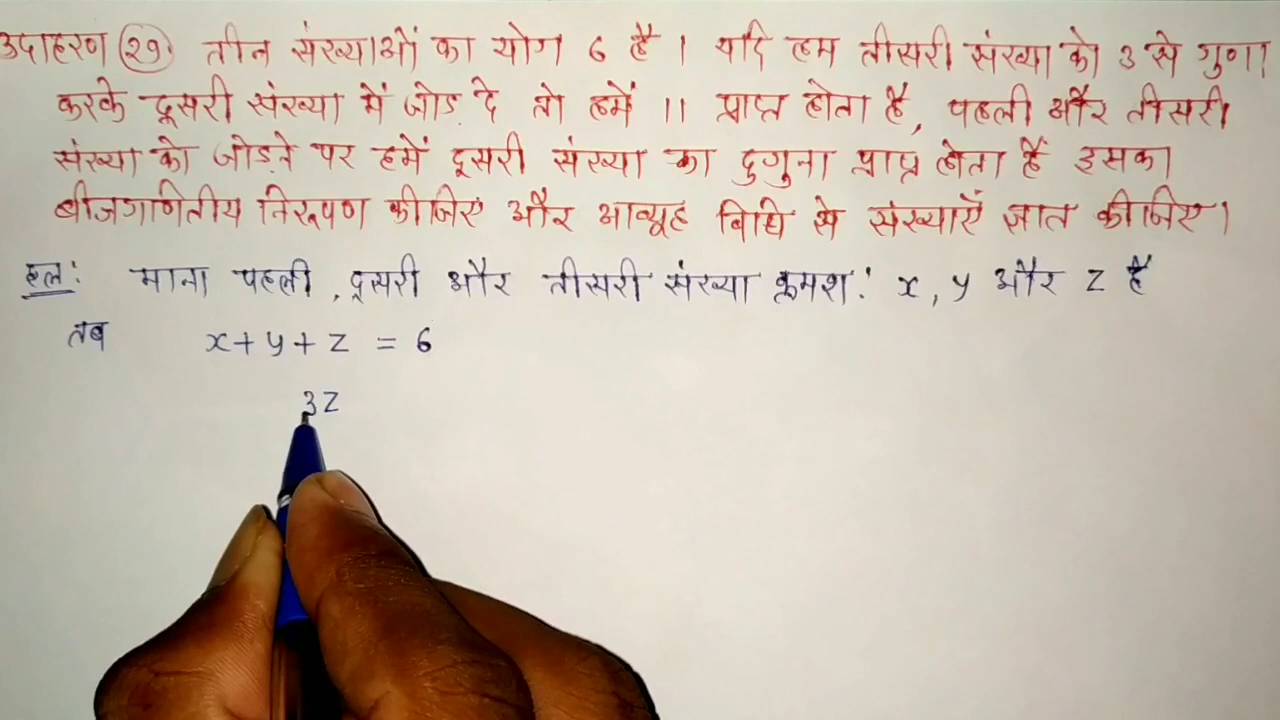 उदाहरण (29) तीन संख्याओं का योग 6 है । यदि हम तीसरी संख्या को 3 से गुणा
करके दूसरी संख्या में जोड़ दे तो हमें 11 प्राप्त होता है, पहली और तीसरी
संख्या को जोड़ने पर हमें दूसरी संख्या का दुगुना प्राप्त होता है इसका
बीजगणितीय निरूपण कीजिए और आव्यूह विधि से संख्याएँ ज्ञात कीजिए ।
हल: माना पहली, दूसरी और तीसरी संख्या क्रमश: x, y और z है
तब x+y+z = 6
3z